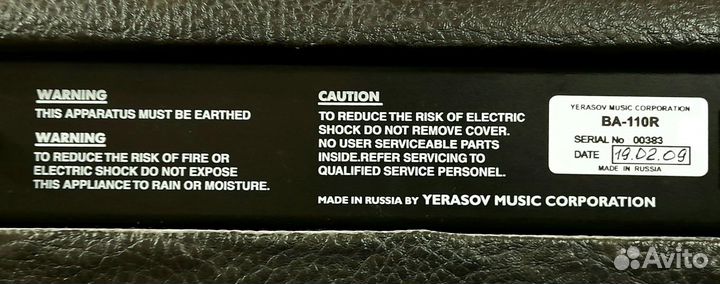 WARNING
THIS APPARATUS MUST BE EARTHED
WARNING
TO REDUCE THE RISK OF FIRE OR
ELECTRIC SHOCK DO NOT EXPOSE
THIS APPLIANCE TO RAIN OR MOISTURE.
CAUTION
TO REDUCE THE RISK OF ELECTRIC
SHOCK DO NOT REMOVE COVER.
NO USER SERVICEABLE PARTS
INSIDE.REFER SERVICING TO
QUALIFIED SERVICE PERSONEL.
MADE IN RUSSIA BY YERASOV MUSIC CORPORATION
YERASOV MUSIC CORPORATION
BA-110R
SERIAL No 00383
DATE 19.02.09
MADE IN RUSSIA
Avito